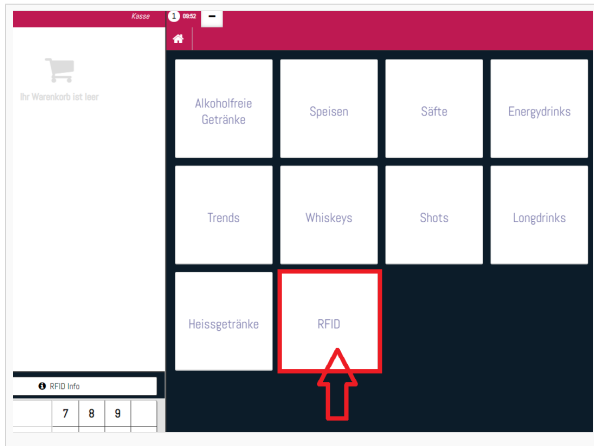 Kasse
1 09:52
Ihr Warenkorb ist leer
Alkoholfreie
Getränke
Speisen
Säfte
Energydrinks
Trends
Whiskeys
Shots
Longdrinks
Heissgetränke
RFID
RFID Info
7 8 9